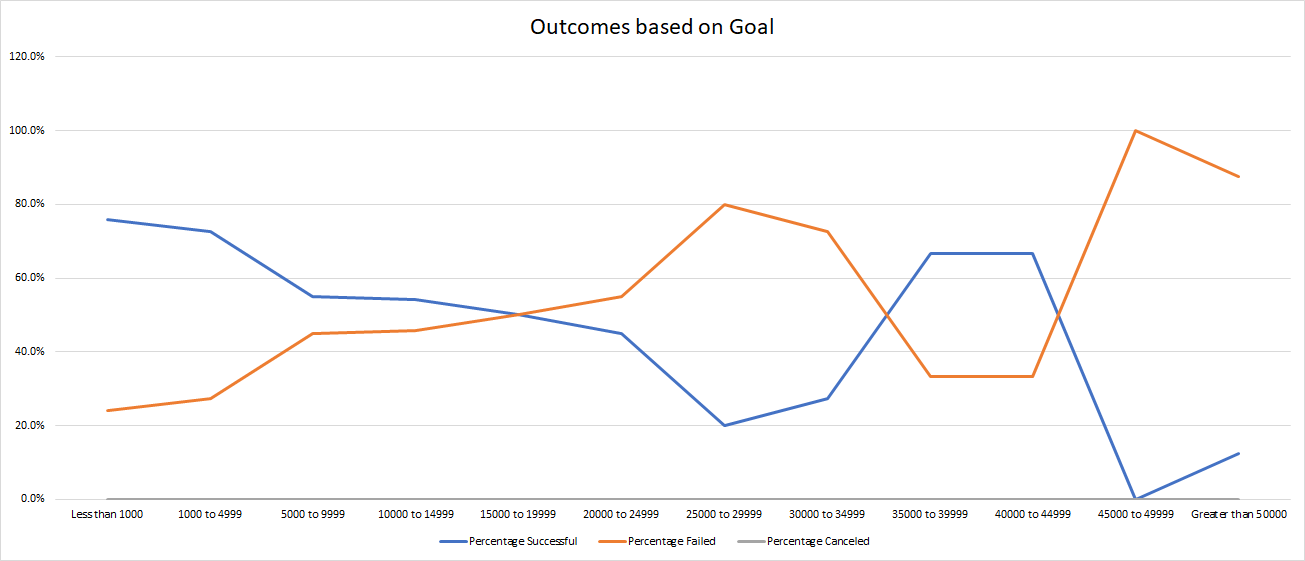 Outcomes based on Goal
120.0%
100.0%
80.0%
60.0%
40.0%
20.0%
0.0%
Less than 1000 1000 to 4999 5000 to 9999 10000 to 14999 15000 to 19999 20000 to 24999 25000 to 29999 30000 to 34999 35000 to 39999 40000 to 44999 45000 to 49999 Greater than 50000
Percentage Successful Percentage Failed Percentage Canceled